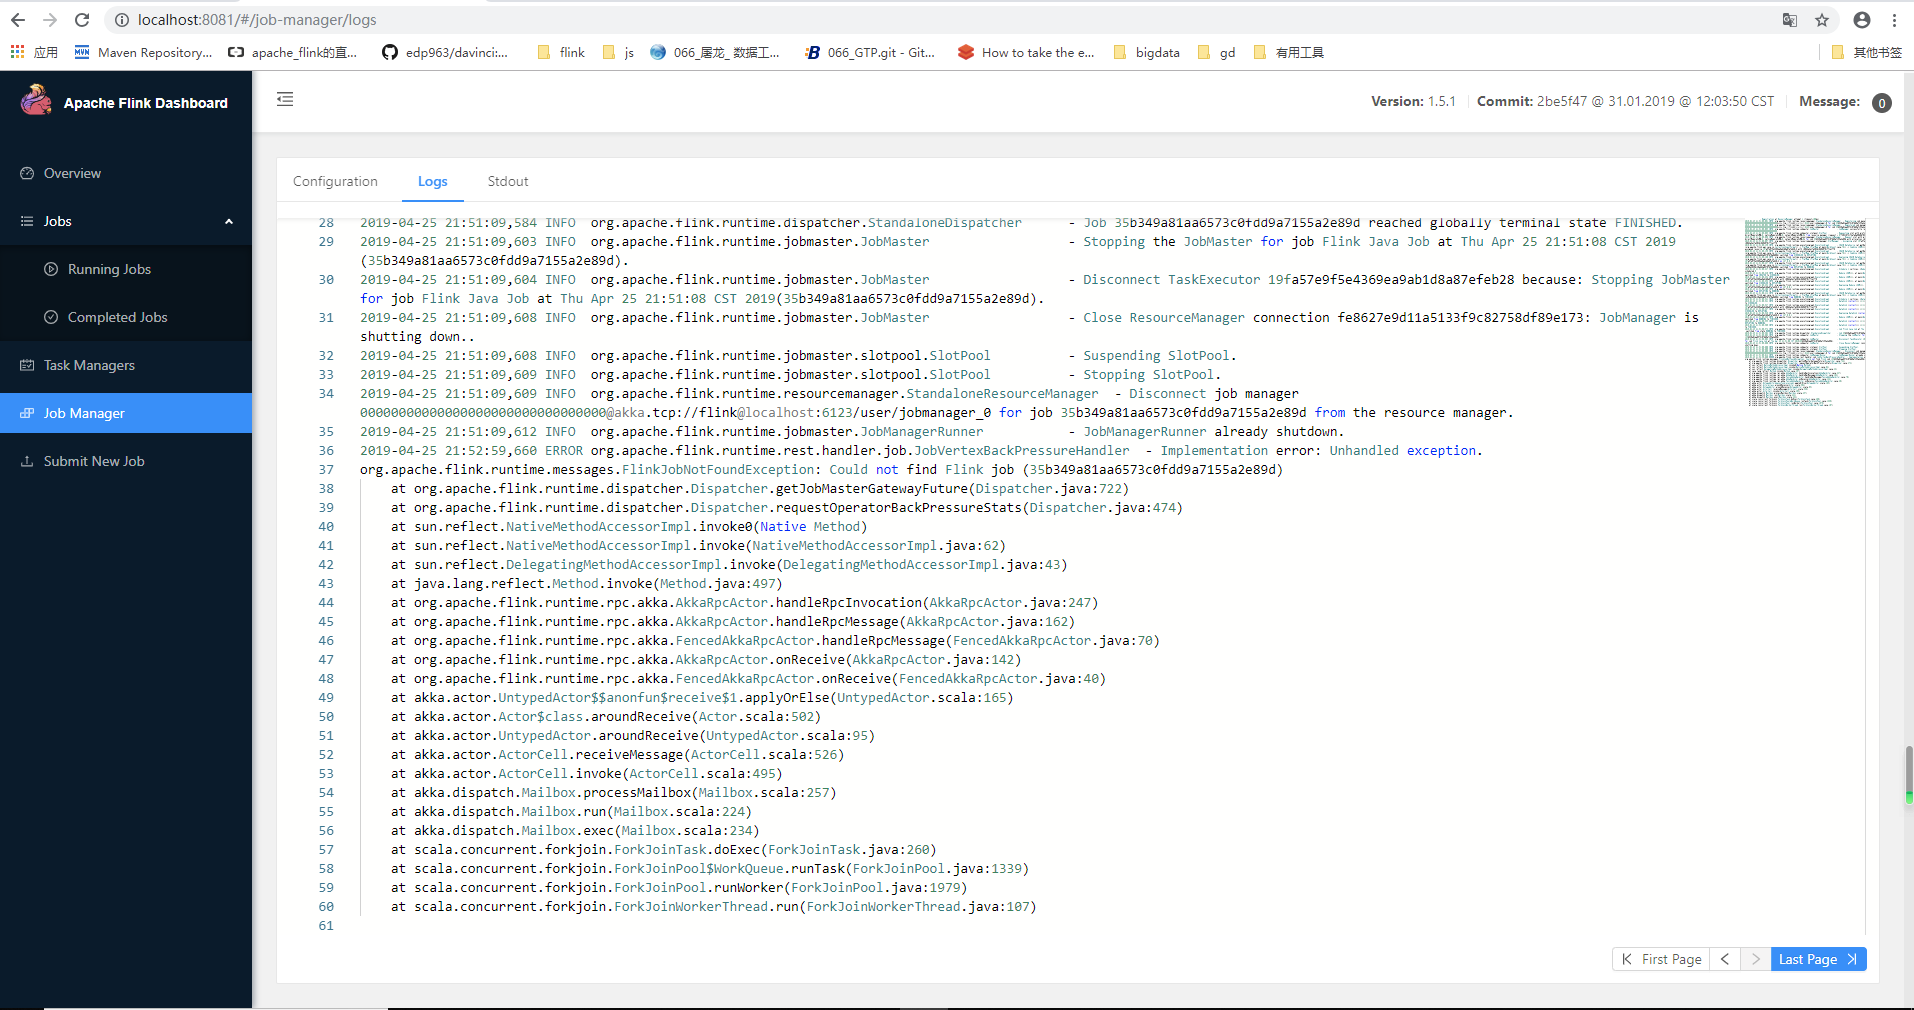 localhost:8081/#/job-manager/logs
应用
Maven Repository...
apache_flink的直...
edp963/davinci:...
flink
js
066_屠龙_ 数据工...
066_GTP.git - Git...
How to take the e...
bigdata
gd
有用工具
其他书签
Apache Flink Dashboard
Version: 1.5.1
Commit: 2be5f47 @ 31.01.2019 @ 12:03:50 CST
Message: 0
Overview
Jobs
Running Jobs
Completed Jobs
Task Managers
Job Manager
Submit New Job
Configuration
Logs
Stdout
28 2019-04-25 21:51:09,584 INFO org.apache.flink.runtime.dispatcher.StandaloneDispatcher - Job 35b349a81aa6573c0fdd9a7155a2e89d reached globally terminal state FINISHED.
29 2019-04-25 21:51:09,603 INFO org.apache.flink.runtime.jobmaster.JobMaster - Stopping the JobMaster for job Flink Java Job at Thu Apr 25 21:51:08 CST 2019
(35b349a81aa6573c0fdd9a7155a2e89d).
30 2019-04-25 21:51:09,604 INFO org.apache.flink.runtime.jobmaster.JobMaster - Disconnect TaskExecutor 19fa57e9f5e4369ea9ab1d8a87efeb28 because: Stopping JobMaster
for job Flink Java Job at Thu Apr 25 21:51:08 CST 2019(35b349a81aa6573c0fdd9a7155a2e89d).
31 2019-04-25 21:51:09,608 INFO org.apache.flink.runtime.jobmaster.JobMaster - Close ResourceManager connection fe8627e9d11a5133f9c82758df89e173: JobManager is
shutting down..
32 2019-04-25 21:51:09,608 INFO org.apache.flink.runtime.jobmaster.slotpool.SlotPool - Suspending SlotPool.
33 2019-04-25 21:51:09,609 INFO org.apache.flink.runtime.jobmaster.slotpool.SlotPool - Stopping SlotPool.
34 2019-04-25 21:51:09,609 INFO org.apache.flink.runtime.resourcemanager.StandaloneResourceManager - Disconnect job manager
00000000000000000000000000000000@akka.tcp://flink@localhost:6123/user/jobmanager_0 for job 35b349a81aa6573c0fdd9a7155a2e89d from the resource manager.
35 2019-04-25 21:51:09,612 INFO org.apache.flink.runtime.jobmaster.JobManagerRunner - JobManagerRunner already shutdown.
36 2019-04-25 21:52:59,660 ERROR org.apache.flink.runtime.rest.handler.job.JobVertexBackPressureHandler - Implementation error: Unhandled exception.
37 org.apache.flink.runtime.messages.FlinkJobNotFoundException: Could not find Flink job (35b349a81aa6573c0fdd9a7155a2e89d)
38 at org.apache.flink.runtime.dispatcher.Dispatcher.getJobMasterGatewayFuture(Dispatcher.java:722)
39 at org.apache.flink.runtime.dispatcher.Dispatcher.requestOperatorBackPressureStats(Dispatcher.java:474)
40 at sun.reflect.NativeMethodAccessorImpl.invoke0(Native Method)
41 at sun.reflect.NativeMethodAccessorImpl.invoke(NativeMethodAccessorImpl.java:62)
42 at sun.reflect.DelegatingMethodAccessorImpl.invoke(DelegatingMethodAccessorImpl.java:43)
43 at java.lang.reflect.Method.invoke(Method.java:497)
44 at org.apache.flink.runtime.rpc.akka.AkkaRpcActor.handleRpcInvocation(AkkaRpcActor.java:247)
45 at org.apache.flink.runtime.rpc.akka.AkkaRpcActor.handleRpcMessage(AkkaRpcActor.java:162)
46 at org.apache.flink.runtime.rpc.akka.FencedAkkaRpcActor.handleRpcMessage(FencedAkkaRpcActor.java:70)
47 at org.apache.flink.runtime.rpc.akka.AkkaRpcActor.onReceive(AkkaRpcActor.java:142)
48 at org.apache.flink.runtime.rpc.akka.FencedAkkaRpcActor.onReceive(FencedAkkaRpcActor.java:40)
49 at akka.actor.UntypedActor$$anonfun$receive$1.applyOrElse(UntypedActor.scala:165)
50 at akka.actor.Actor$class.aroundReceive(Actor.scala:502)
51 at akka.actor.UntypedActor.aroundReceive(UntypedActor.scala:95)
52 at akka.actor.ActorCell.receiveMessage(ActorCell.scala:526)
53 at akka.actor.ActorCell.invoke(ActorCell.scala:495)
54 at akka.dispatch.Mailbox.processMailbox(Mailbox.scala:257)
55 at akka.dispatch.Mailbox.run(Mailbox.scala:224)
56 at akka.dispatch.Mailbox.exec(Mailbox.scala:234)
57 at scala.concurrent.forkjoin.ForkJoinTask.doExec(ForkJoinTask.java:260)
58 at scala.concurrent.forkjoin.ForkJoinPool$WorkQueue.runTask(ForkJoinPool.java:1339)
59 at scala.concurrent.forkjoin.ForkJoinPool.runWorker(ForkJoinPool.java:1979)
60 at scala.concurrent.forkjoin.ForkJoinWorkerThread.run(ForkJoinWorkerThread.java:107)
61
First Page
Last Page